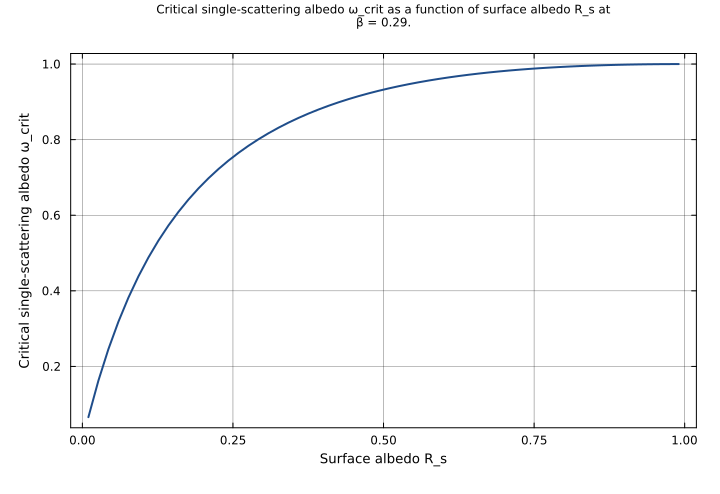 Critical single-scattering albedo ω_crit as a function of surface albedo R_s at
β = 0.29.
1.0
0.8
0.6
0.4
0.2
Critical single-scattering albedo ω_crit
0.00 0.25 0.50 0.75 1.00
Surface albedo R_s